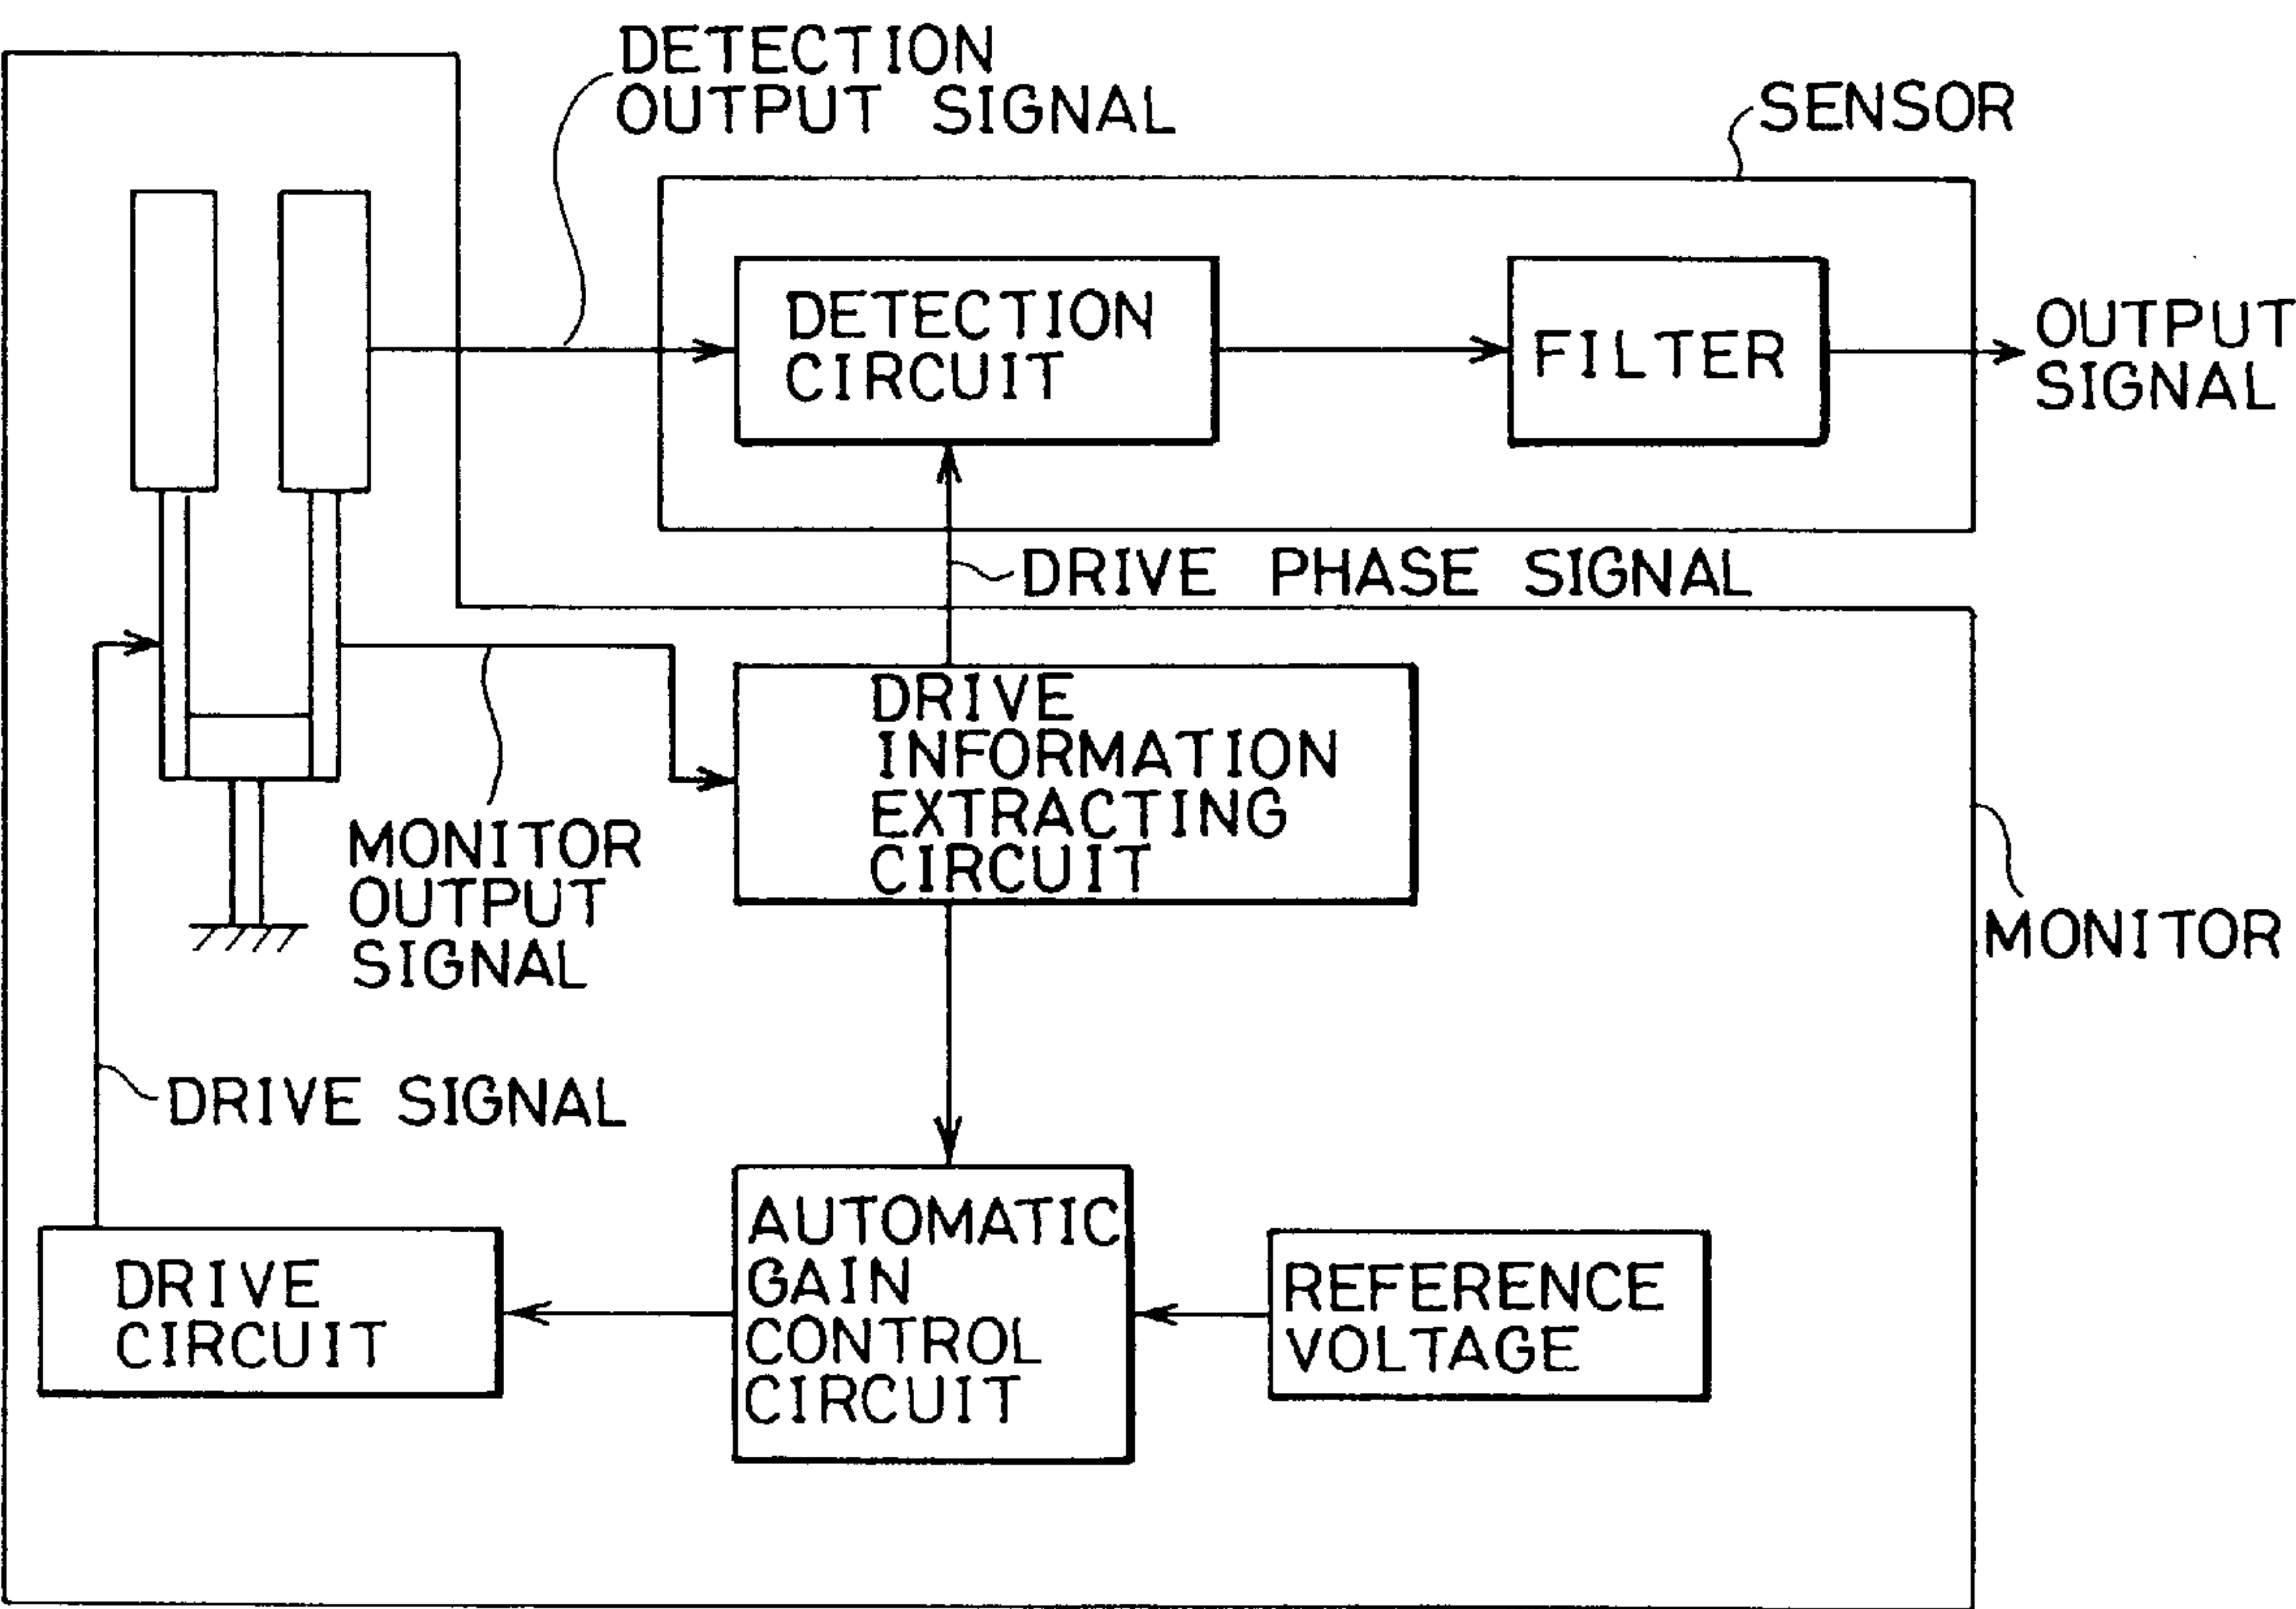 DETECTION
OUTPUT SIGNAL
SENSOR
DETECTION
CIRCUIT
FILTER
OUTPUT
SIGNAL
DRIVE PHASE SIGNAL
DRIVE
INFORMATION
EXTRACTING
CIRCUIT
MONITOR
OUTPUT
SIGNAL
MONITOR
DRIVE SIGNAL
DRIVE
CIRCUIT
AUTOMATIC
GAIN
CONTROL
CIRCUIT
REFERENCE
VOLTAGE